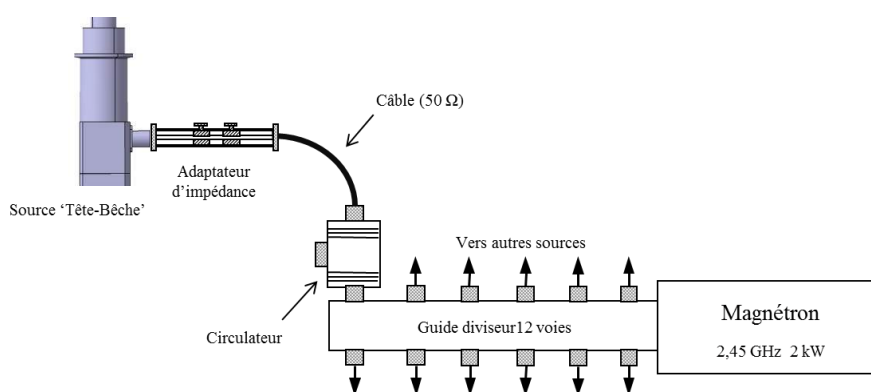 Câble (50 Ω)
Adaptateur
d’impédance
Source ‘Tête-Bêche’
Vers autres sources
Circulateur
Guide diviseur12 voies
Magnétron
2,45 GHz  2 kW